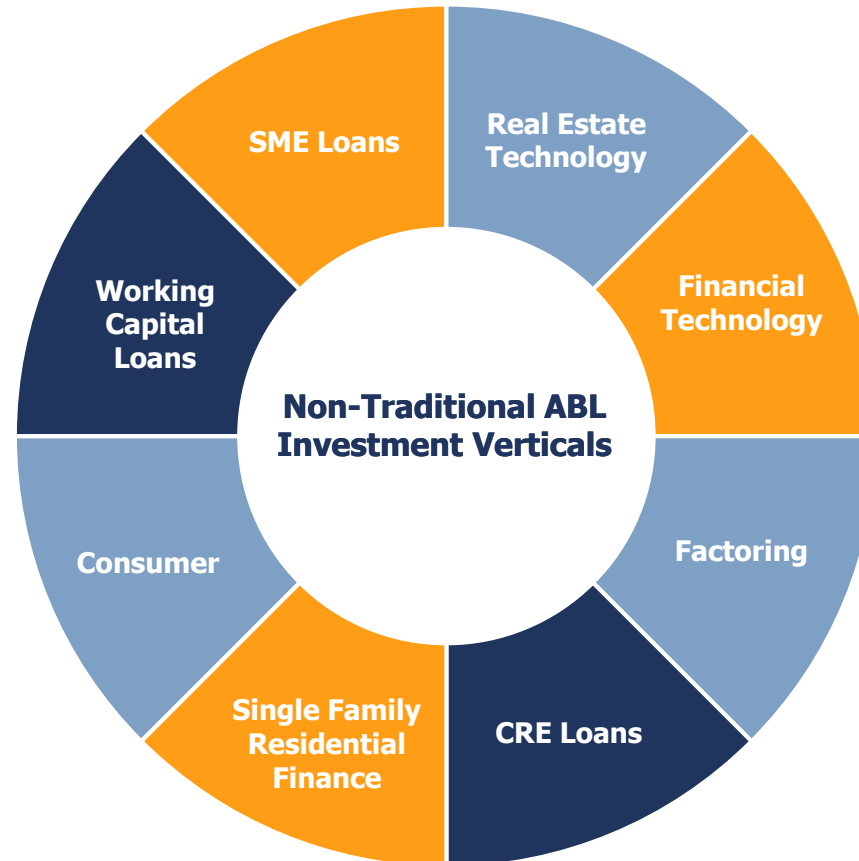 Non-Traditional ABL
Investment Verticals
Real Estate
Technology
Financial
Technology
Factoring
CRE Loans
Single Family
Residential
Finance
Consumer
Working
Capital
Loans
SME Loans